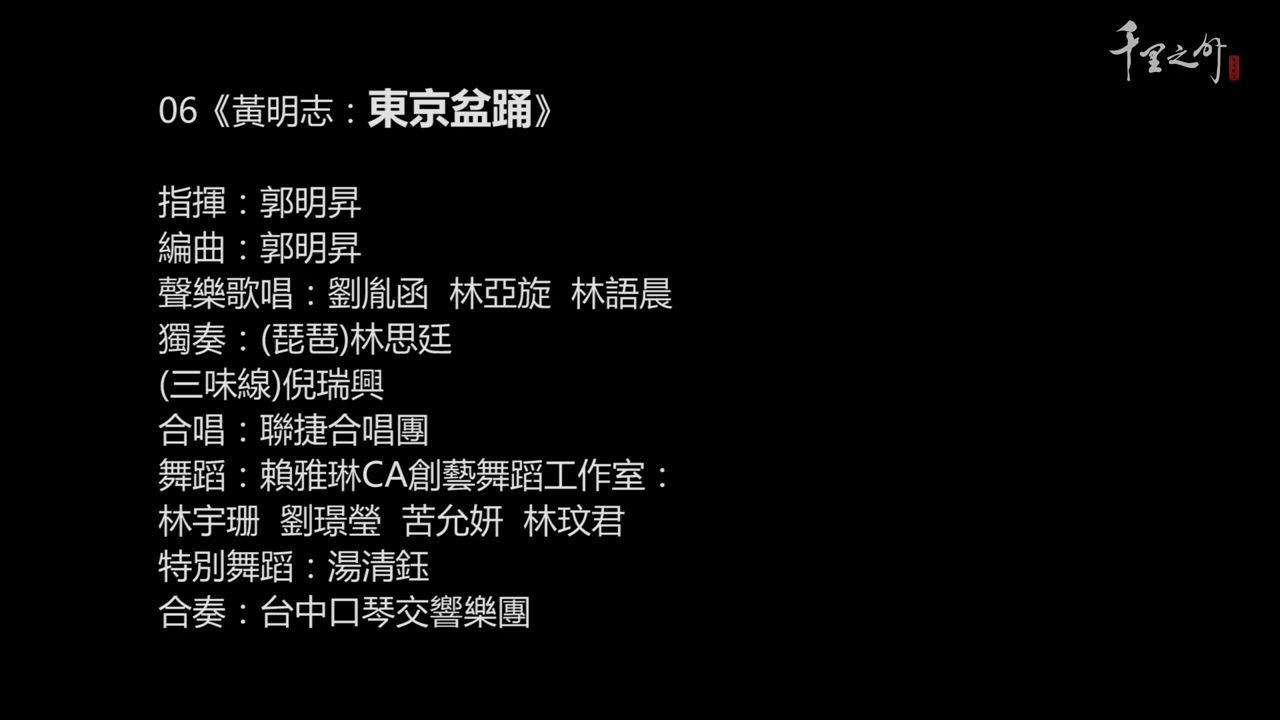 千里之外
06《黃明志：東京盆踊》
指揮：郭明昇
編曲：郭明昇
聲樂歌唱：劉胤函 林亞旋 林語晨
獨奏：(琵琶)林思廷
(三味線)倪瑞興
合唱：聯捷合唱團
舞蹈：賴雅琳CA創藝舞蹈工作室：
林宇珊 劉璟瑩 苦允妍 林玟君
特別舞蹈：湯清鈺
合奏：台中口琴交響樂團